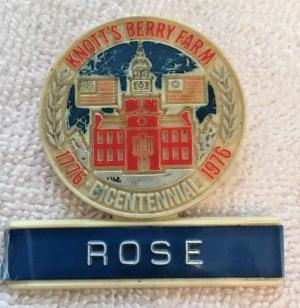 KNOTT'S BERRY FARM
1776 BICENTENNIAL 1976
ROSE